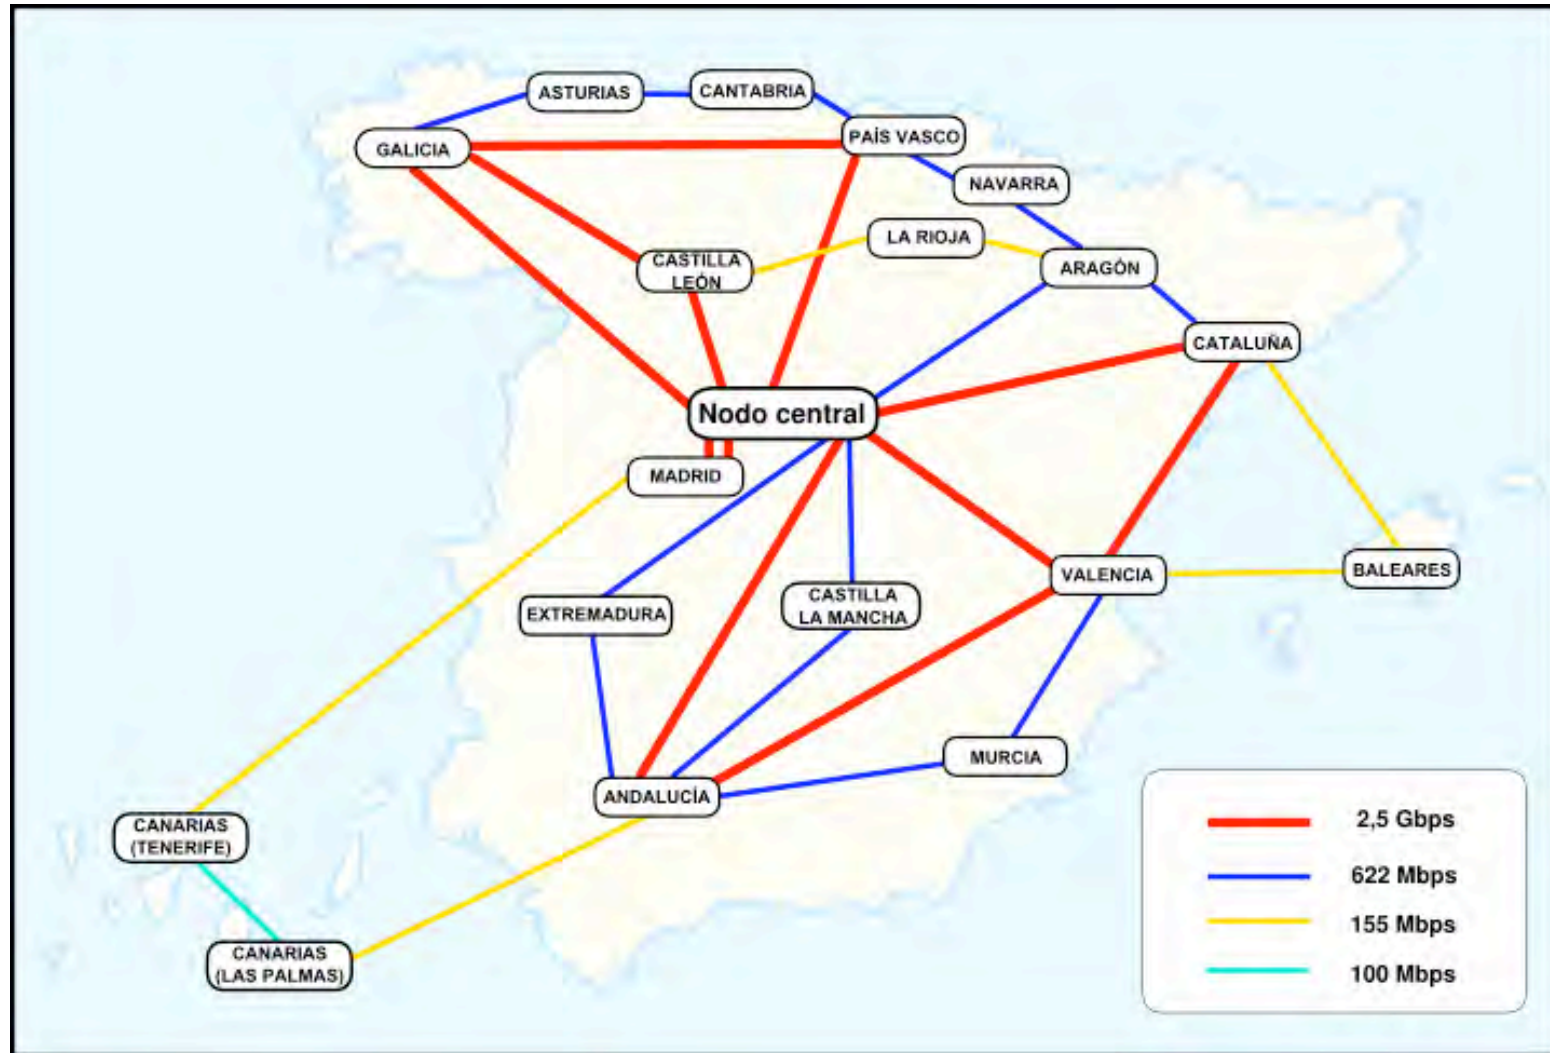 ASTURIAS
CANTABRIA
GALICIA
PAÍS VASCO
NAVARRA
LA RIOJA
CASTILLA
LEÓN
ARAGÓN
CATALUÑA
Nodo central
MADRID
VALENCIA
BALEARES
EXTREMADURA
CASTILLA
LA MANCHA
MURCIA
ANDALUCÍA
CANARIAS
(TENERIFE)
CANARIAS
(LAS PALMAS)
2,5 Gbps
622 Mbps
155 Mbps
100 Mbps